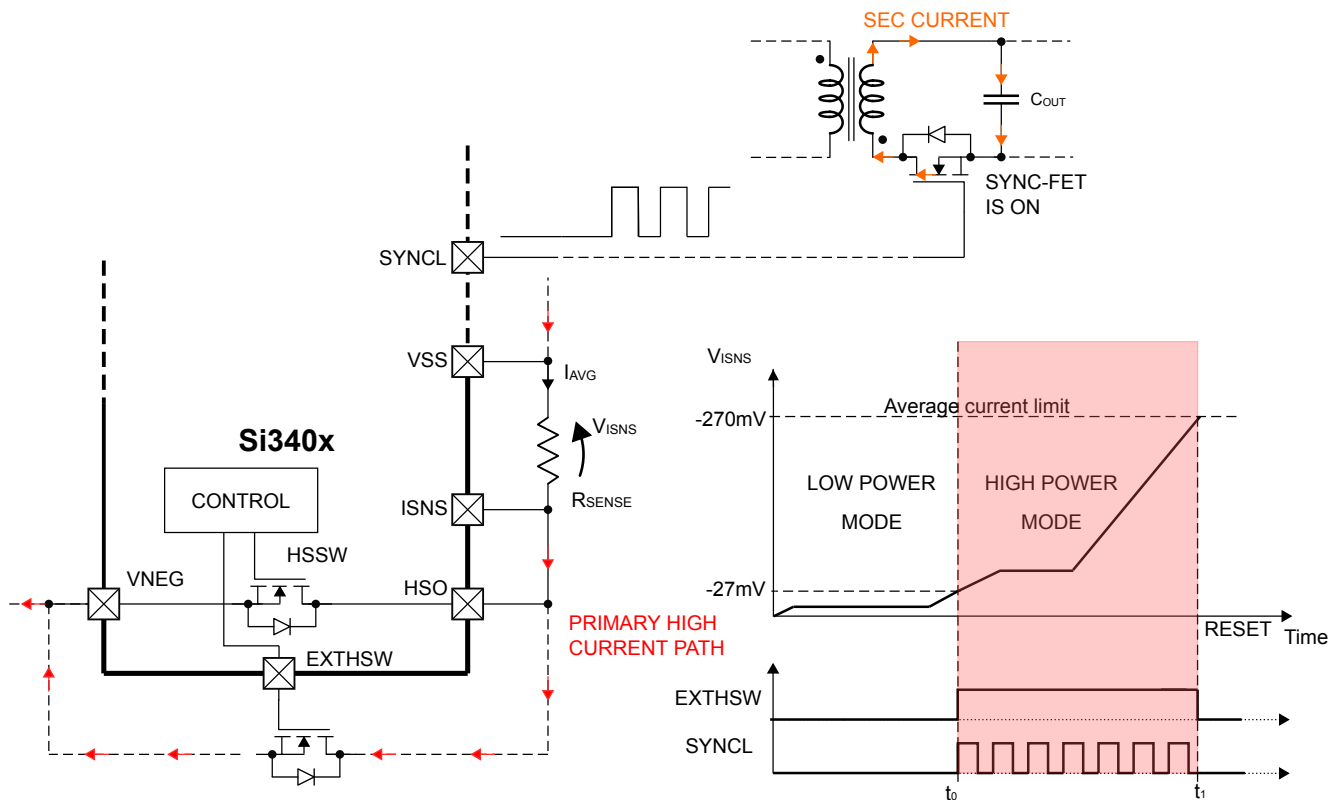 SEC CURRENT
COUT
SYNC-FET
IS ON
SYNCL
VSS
IAVG
VISNS
RSENSE
Si340x
CONTROL
ISNS
HSSW
VNEG
HSO
PRIMARY HIGH
CURRENT PATH
EXTHSW
VISNS
Average current limit
-270mV
LOW POWER
MODE
HIGH POWER
MODE
-27mV
RESET
Time
EXTHSW
SYNCL
t0
t1